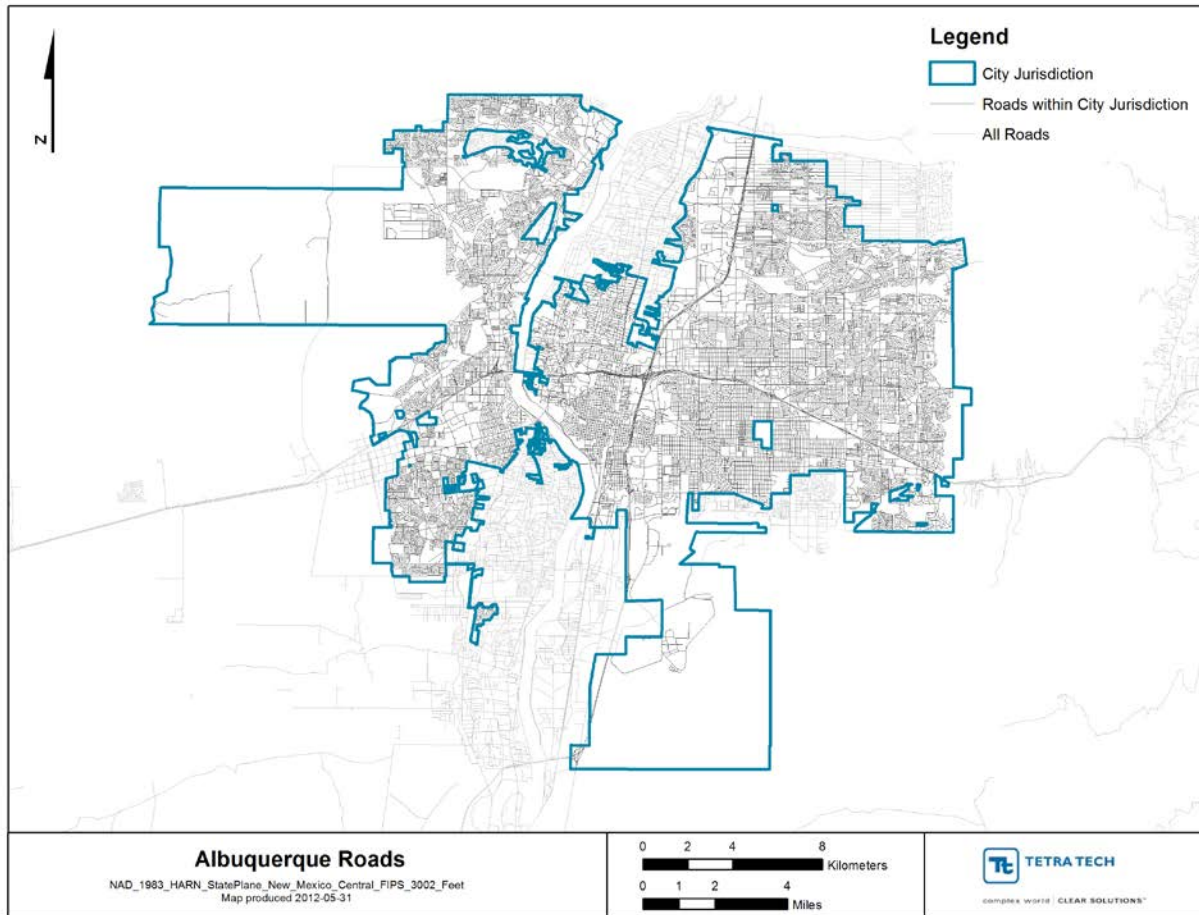 Legend
City Jurisdiction
Roads within City Jurisdiction
All Roads
N
Albuquerque Roads
NAD_1983_HARN_StatePlane_New_Mexico_Central_FIPS_3002_Feet
Map produced 2012-05-31
0 2 4 8
Kilometers
0 1 2 4
Miles
Tt TETRA TECH
complex world | CLEAR SOLUTIONS™